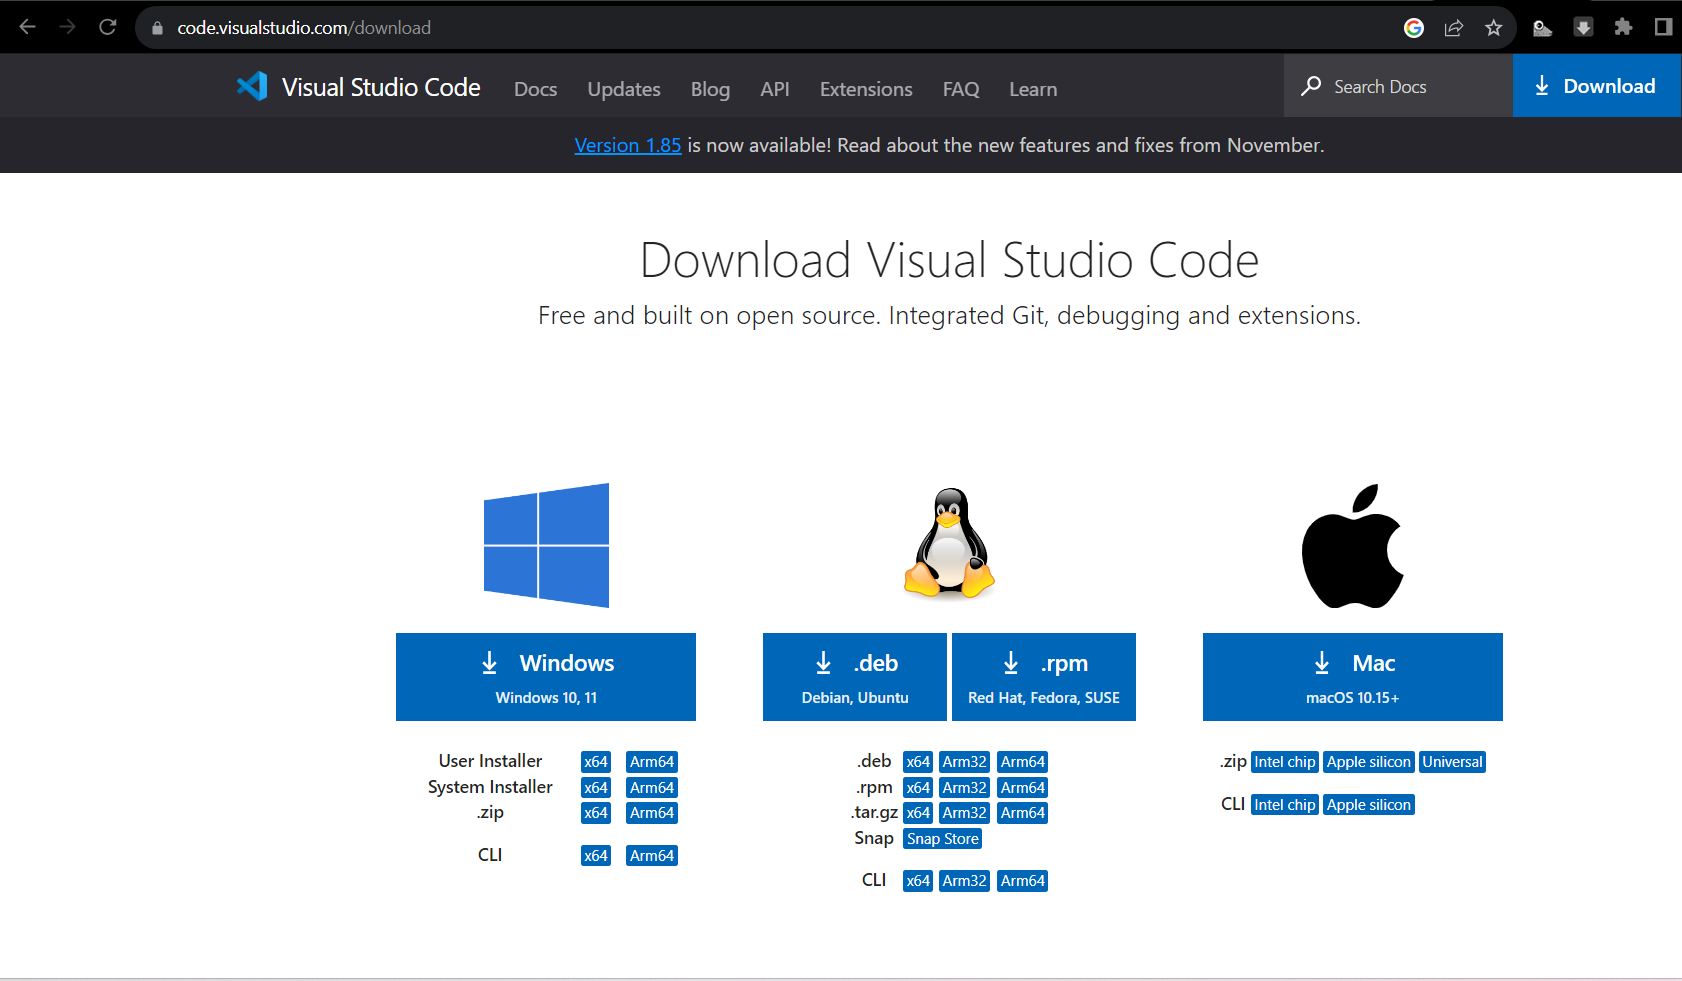 code.visualstudio.com/download
Visual Studio Code Docs Updates Blog API Extensions FAQ Learn Search Docs Download
Version 1.85 is now available! Read about the new features and fixes from November.
Download Visual Studio Code
Free and built on open source. Integrated Git, debugging and extensions.
Windows
Windows 10, 11
User Installer x64 Arm64
System Installer x64 Arm64
.zip x64 Arm64
CLI x64 Arm64
.deb
Debian, Ubuntu
.rpm
Red Hat, Fedora, SUSE
.deb x64 Arm32 Arm64
.rpm x64 Arm32 Arm64
.tar.gz x64 Arm32 Arm64
Snap Snap Store
CLI x64 Arm32 Arm64
Mac
macOS 10.15+
.zip Intel chip Apple silicon Universal
CLI Intel chip Apple silicon